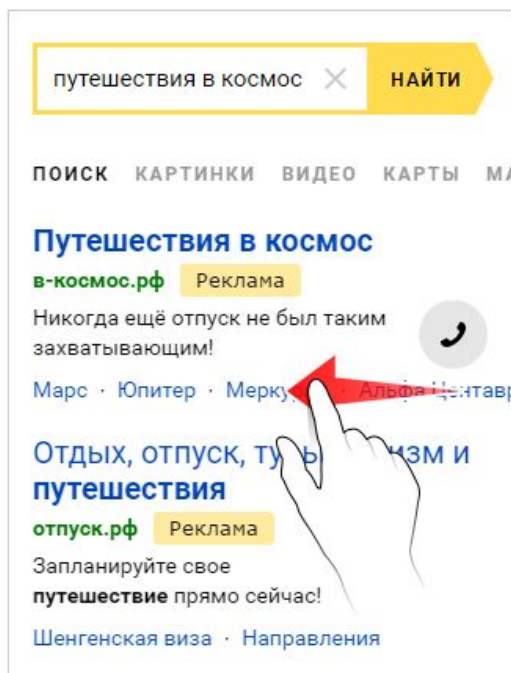 путешествия в космос НАЙТИ
ПОИСК КАРТИНКИ ВИДЕО КАРТЫ
Путешествия в космос
в-космос.рф Реклама
Никогда ещё отпуск не был таким
захватывающим!
Марс · Юпитер · · Альфа
Отдых, отпуск, и
путешествия
отпуск.рф Реклама
Запланируйте свое
путешествие прямо сейчас!
Шенгенская виза · Направления